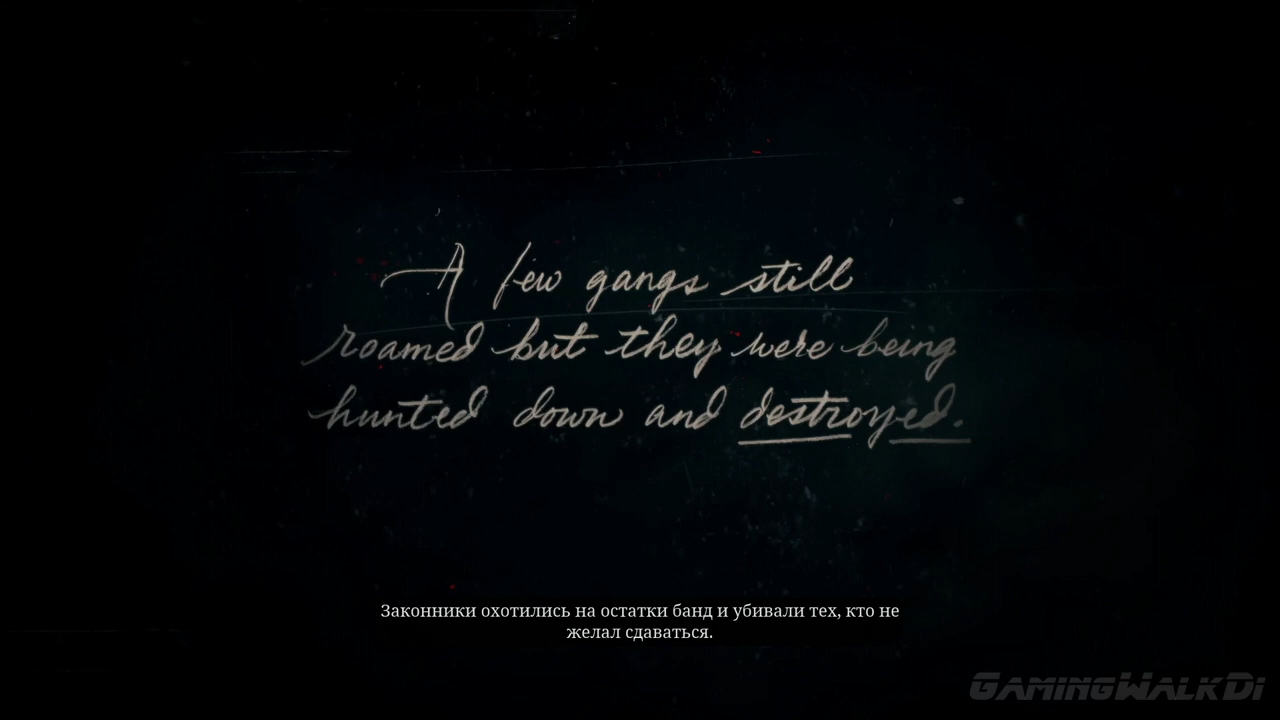 A few gangs still
roamed but they were being
hunted down and destroyed.
Законники охотились на остатки банд и убивали тех, кто не
желал сдаваться.
GamingWalkDi